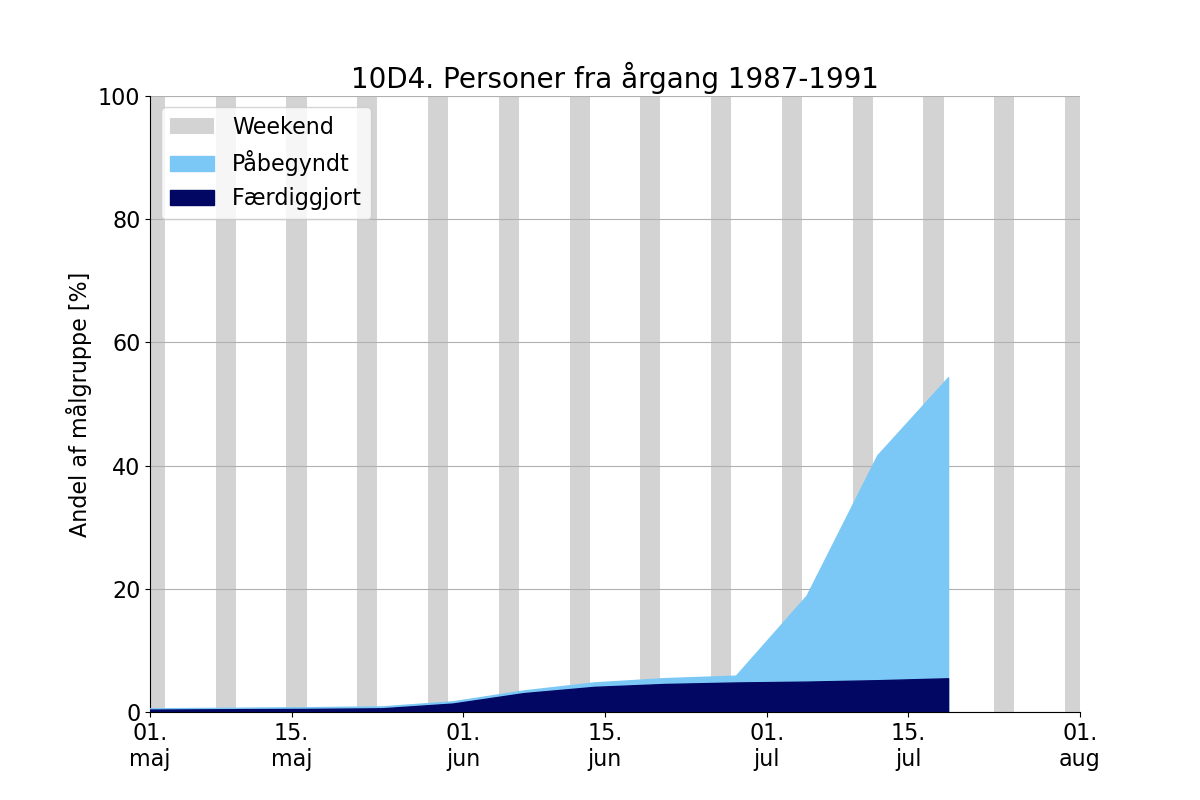 10D4. Personer fra årgang 1987-1991
Weekend
Påbegyndt
Færdiggjort
Andel af målgruppe [%]
100
80
60
40
20
0
01. 15. 01. 15. 01. 15. 01.
maj maj jun jun jul jul aug